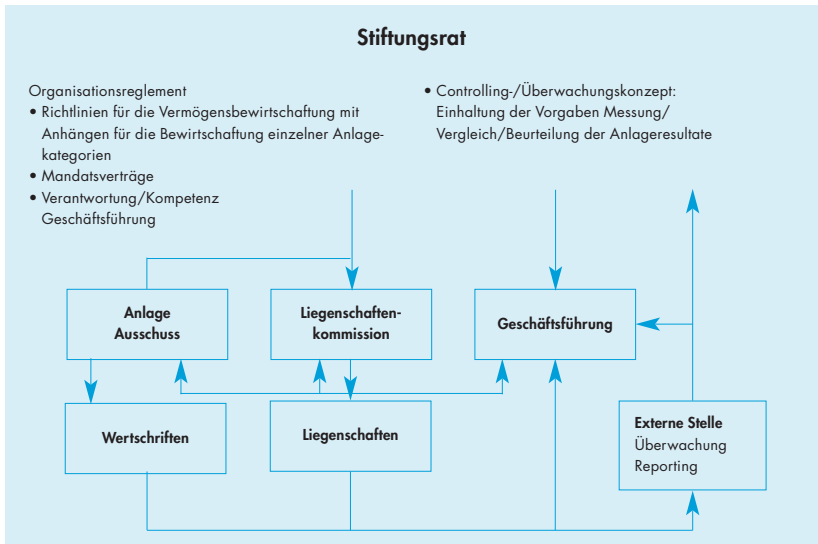 Stiftungsrat
Organisationsreglement
• Richtlinien für die Vermögensbewirtschaftung mit
Anhängen für die Bewirtschaftung einzelner Anlage-
kategorien
• Mandatsverträge
• Verantwortung/Kompetenz
Geschäftsführung
• Controlling-/Überwachungskonzept:
Einhaltung der Vorgaben Messung/
Vergleich/Beurteilung der Anlageresultate
Anlage
Ausschuss
Liegenschaften-
kommission
Geschäftsführung
Wertschriften
Liegenschaften
Externe Stelle
Überwachung
Reporting